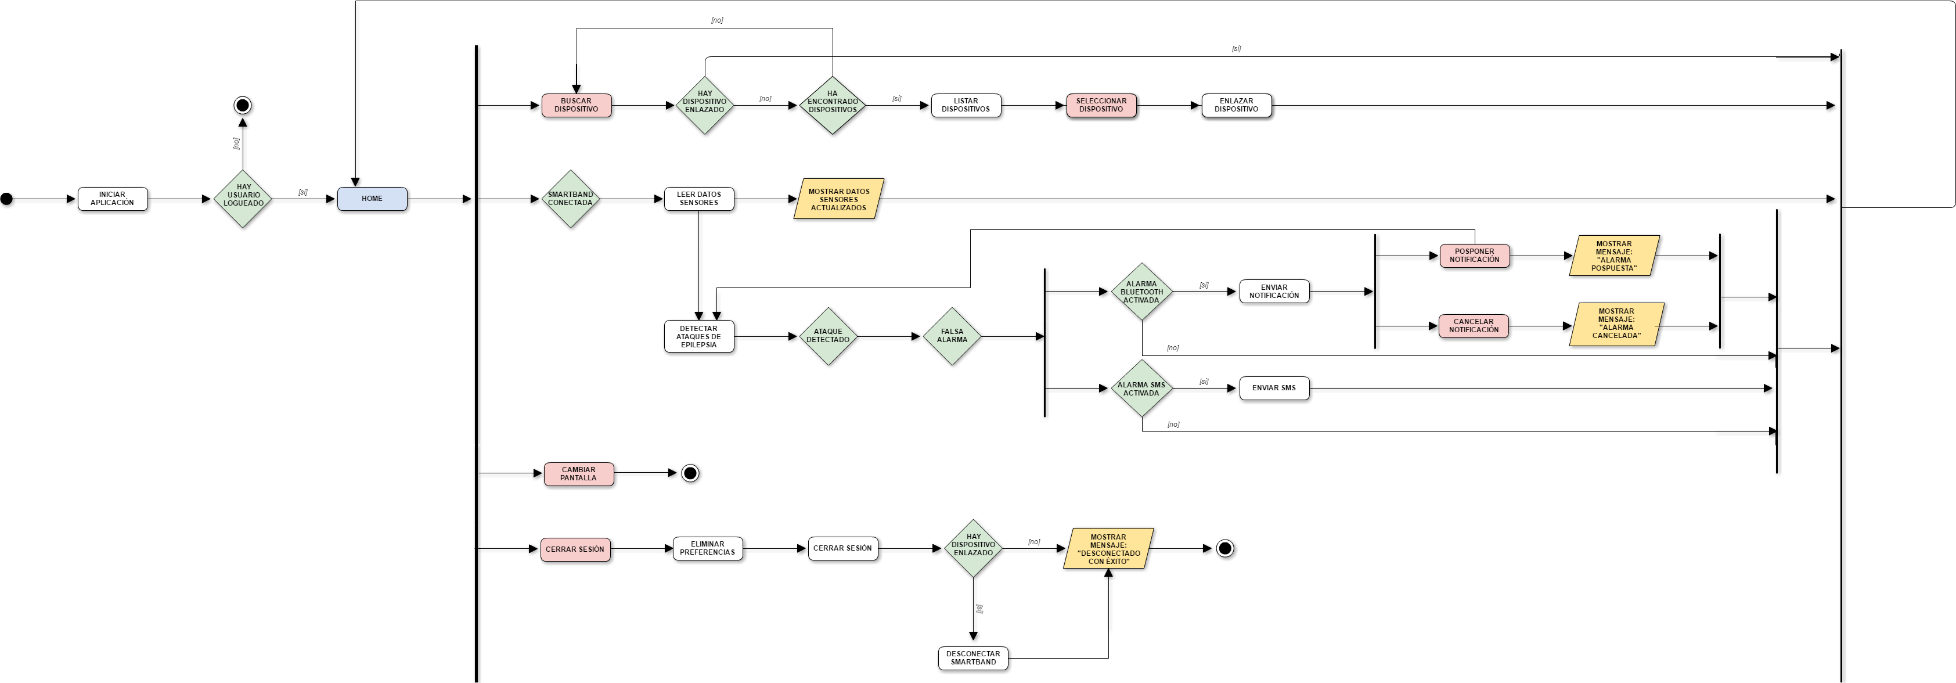 [no]
[si]
BUSCAR
DISPOSITIVO
HAY
DISPOSITIVO
ENLAZADO
[no]
HA
ENCONTRADO
DISPOSITIVOS
[si]
LISTAR
DISPOSITIVOS
SELECCIONAR
DISPOSITIVO
ENLAZAR
DISPOSITIVO
[no]
INICIAR
APLICACIÓN
HAY
USUARIO
LOGUEADO
[si]
HOME
SMARTBAND
CONECTADA
LEER DATOS
SENSORES
MOSTRAR DATOS
SENSORES
ACTUALIZADOS
POSPONER
NOTIFICACIÓN
MOSTRAR
MENSAJE:
"ALARMA
POSPUESTA"
ALARMA
BLUETOOTH
ACTIVADA
[si]
ENVIAR
NOTIFICACIÓN
CANCELAR
NOTIFICACIÓN
MOSTRAR
MENSAJE:
"ALARMA
CANCELADA"
DETECTAR
ATAQUES DE
EPILEPSIA
ATAQUE
DETECTADO
FALSA
ALARMA
[no]
ALARMA SMS
ACTIVADA
[si]
ENVIAR SMS
[no]
CAMBIAR
PANTALLA
CERRAR SESIÓN
ELIMINAR
PREFERENCIAS
CERRAR SESIÓN
HAY
DISPOSITIVO
ENLAZADO
[no]
MOSTRAR
MENSAJE:
"DESCONECTADO
CON ÉXITO"
[si]
DESCONECTAR
SMARTBAND